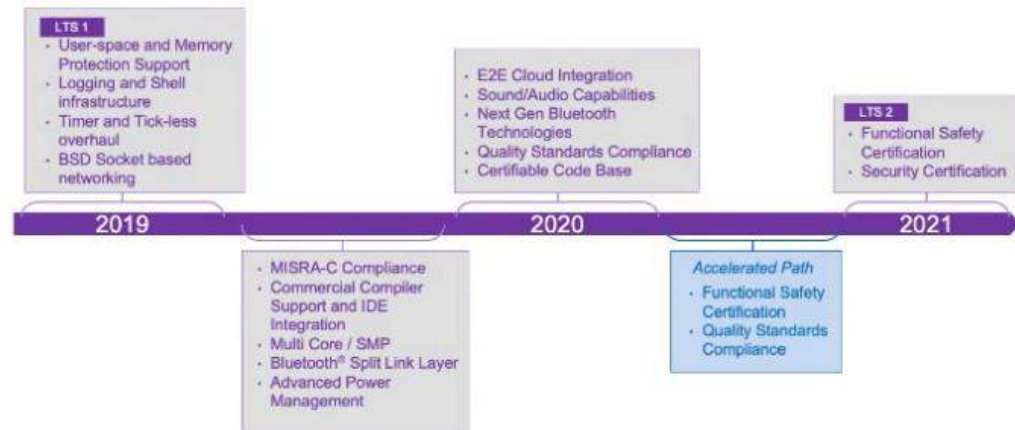 LTS 1
• User-space and Memory
Protection Support
• Logging and Shell
infrastructure
• Timer and Tick-less
overhaul
• BSD Socket based
networking
• E2E Cloud Integration
• Sound/Audio Capabilities
• Next Gen Bluetooth
Technologies
• Quality Standards Compliance
• Certifiable Code Base
LTS 2
• Functional Safety
Certification
• Security Certification
2019
2020
2021
• MISRA-C Compliance
• Commercial Compiler
Support and IDE
Integration
• Multi Core / SMP
• Bluetooth® Split Link Layer
• Advanced Power
Management
Accelerated Path
• Functional Safety
Certification
• Quality Standards
Compliance